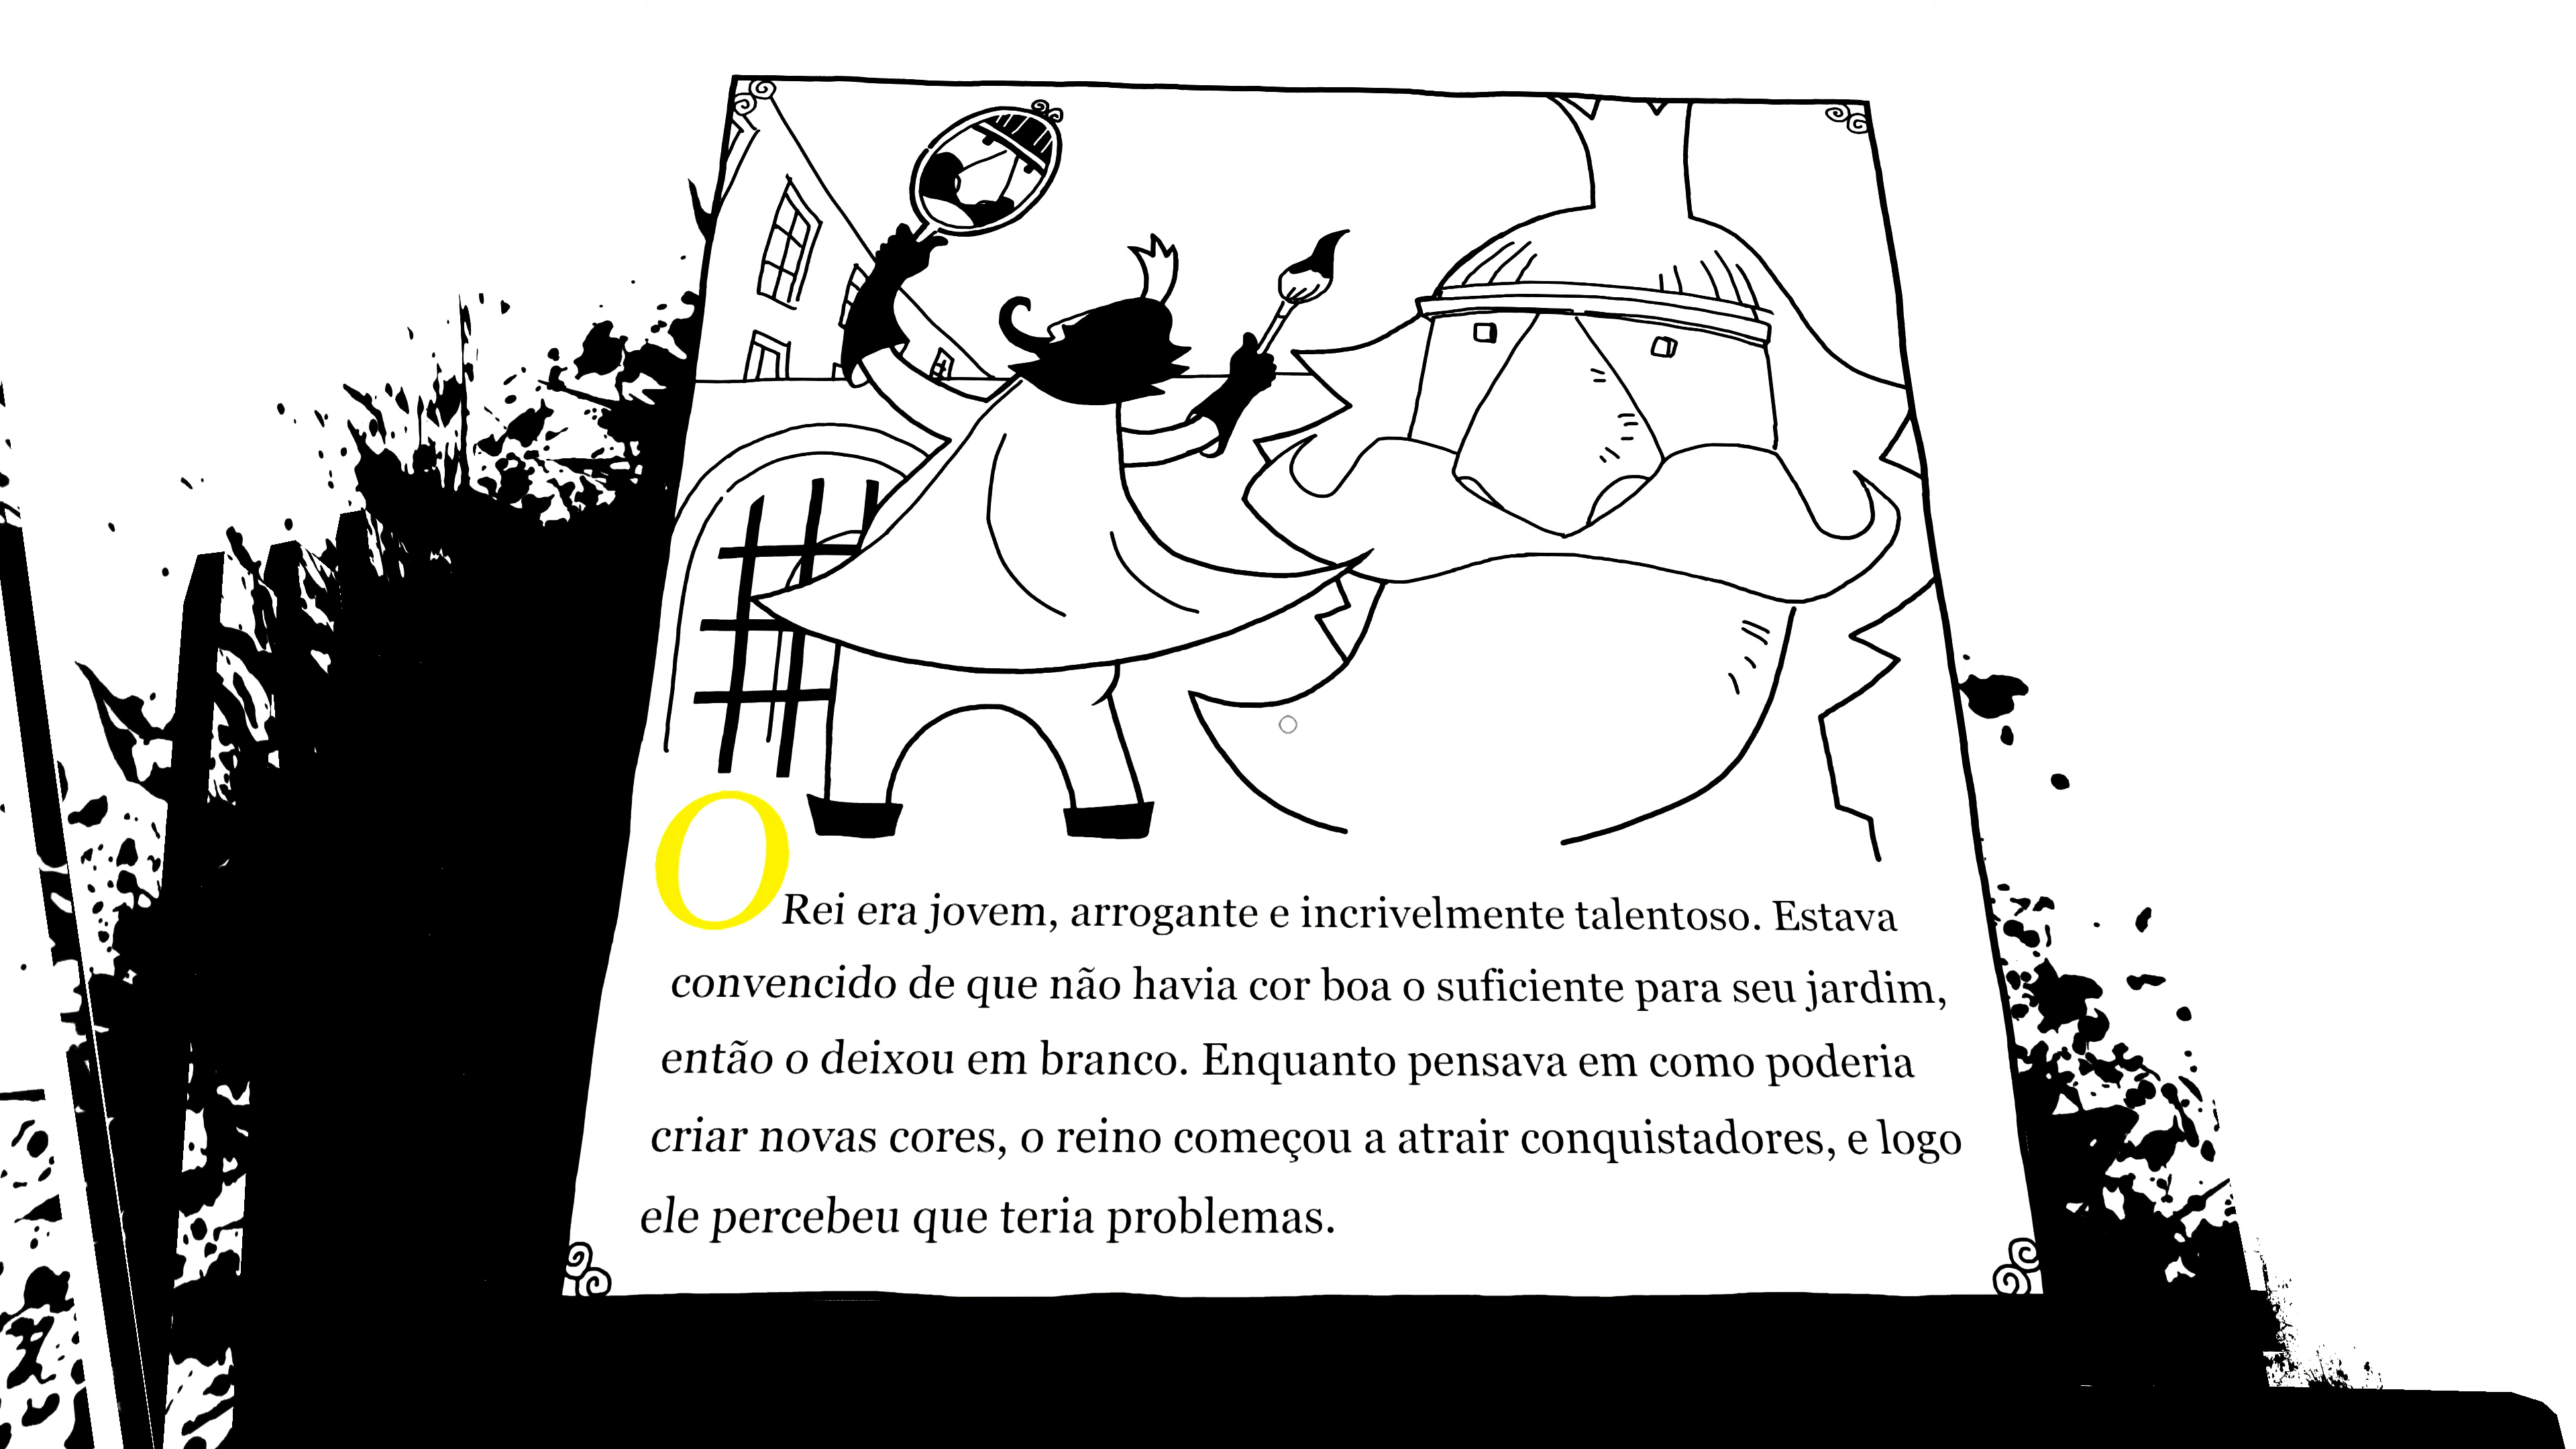 O Rei era jovem, arrogante e incrivelmente talentoso. Estava
convencido de que não havia cor boa o suficiente para seu jardim,
então o deixou em branco. Enquanto pensava em como poderia
criar novas cores, o reino começou a atrair conquistadores, e logo
ele percebeu que teria problemas.